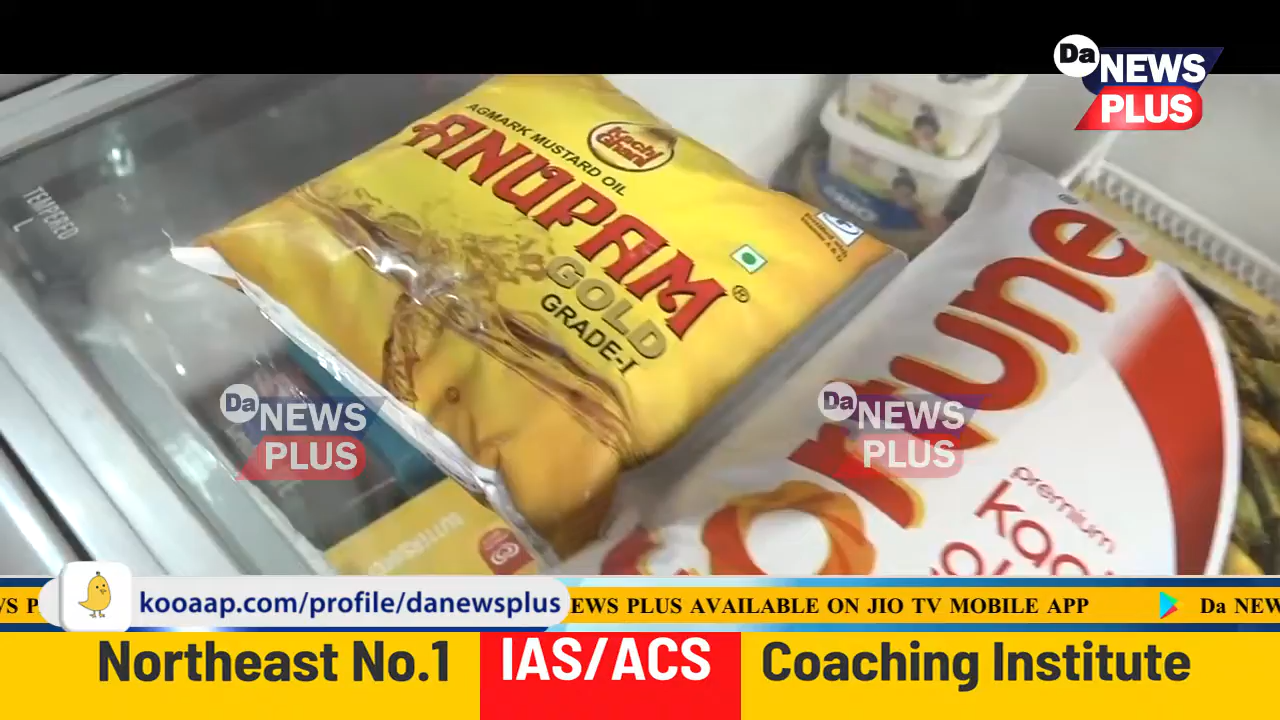 Da
NEWS
PLUS
TEMPERED
L
AGMARK MUSTARD OIL
Kachi
Ghani
ANUPAM
GOLD
GRADE-I
®
Fortune
premium
Da
NEWS
PLUS
Da
NEWS
PLUS
kooaap.com/profile/danewsplus
EWS PLUS AVAILABLE ON JIO TV MOBILE APP
Da NEW
Northeast No.1 IAS/ACS Coaching Institute